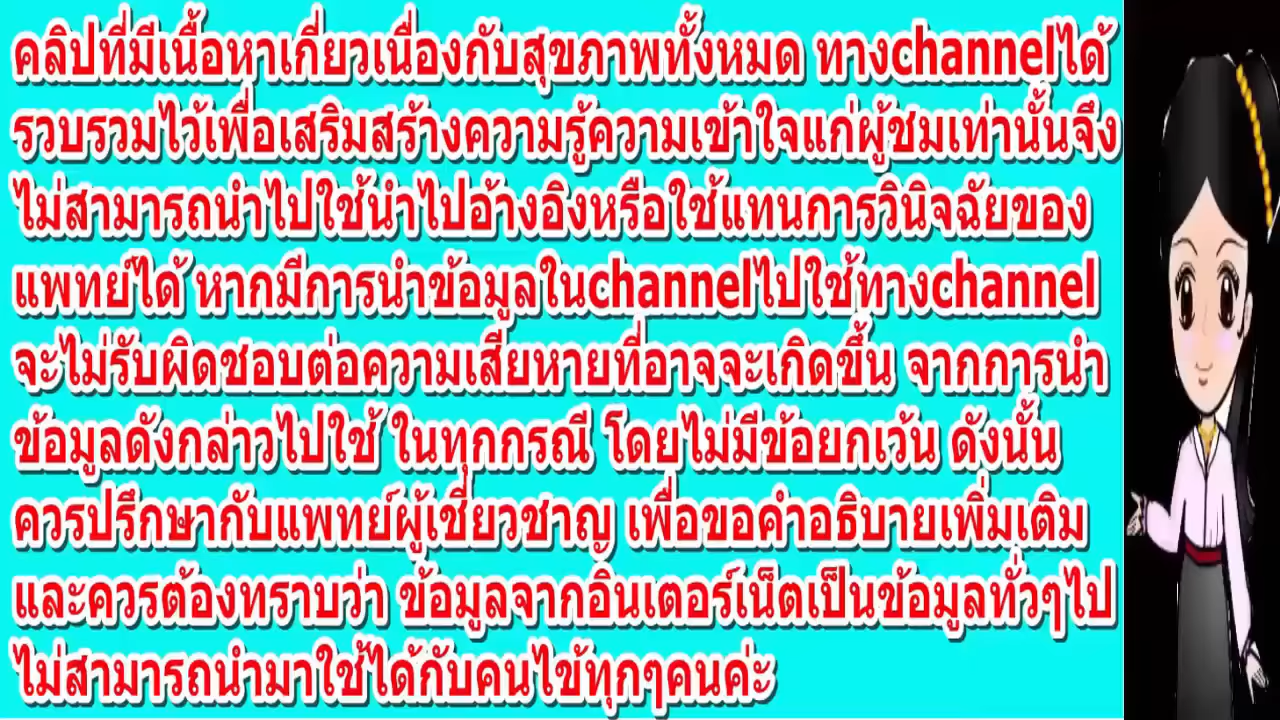 คลิปที่มีเนื้อหาเกี่ยวเนื่องกับสุขภาพทั้งหมด ทางchannelได้
รวบรวมไว้เพื่อเสริมสร้างความรู้ความเข้าใจแก่ผู้ชมเท่านั้นจึง
ไม่สามารถนำไปใช้นำไปอ้างอิงหรือใช้แทนการวินิจฉัยของ
แพทย์ได้ หากมีการนำข้อมูลในchannelไปใช้ทางchannel
จะไม่รับผิดชอบต่อความเสียหายที่อาจจะเกิดขึ้น จากการนำ
ข้อมูลดังกล่าวไปใช้ ในทุกกรณี โดยไม่มีข้อยกเว้น ดังนั้น
ควรปรึกษากับแพทย์ผู้เชี่ยวชาญ เพื่อขอคำอธิบายเพิ่มเติม
และควรต้องทราบว่า ข้อมูลจากอินเตอร์เน็ตเป็นข้อมูลทั่วๆไป
ไม่สามารถนำมาใช้ได้กับคนไข้ทุกๆคนค่ะ